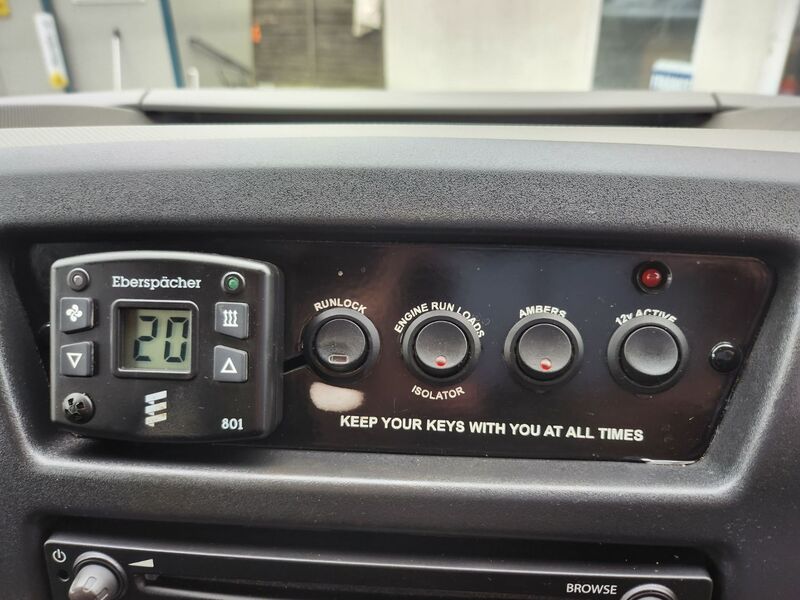 Eberspächer
20
801
RUNLOCK
ENGINE RUN LOADS
ISOLATOR
AMBERS
12v ACTIVE
KEEP YOUR KEYS WITH YOU AT ALL TIMES
BROWSE